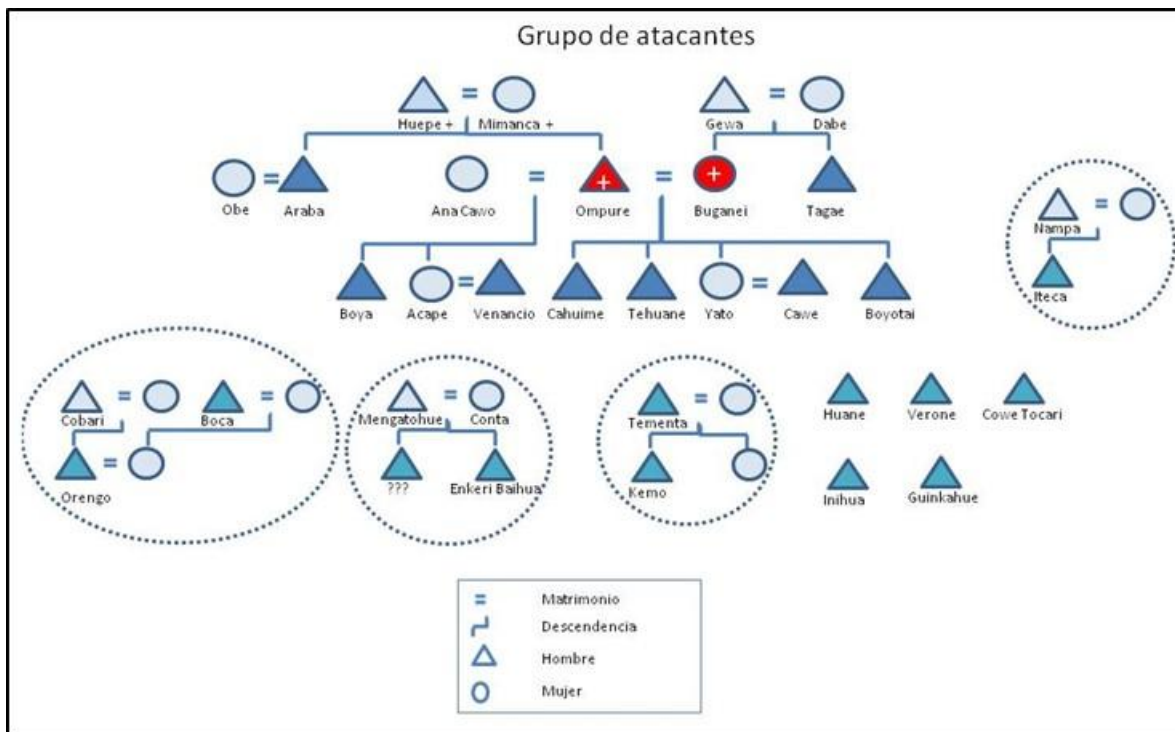 Grupo de atacantes
Huepe + Mimanca + Gewa Dabe
Obe Araba Ana Cawo Ompure Buganei Tagae
Nampa
Iteca
Boya Acape Venancio Cahuime Tehuane Yato Cawe Boyotai
Cobari Boca Mengatohue Conta Tementa Huane Verone Cowe Tocari
Orengo ??? Enkeri Baihua Kemo Inihua Guinkahue
= Matrimonio
Descendencia
Hombre
Mujer